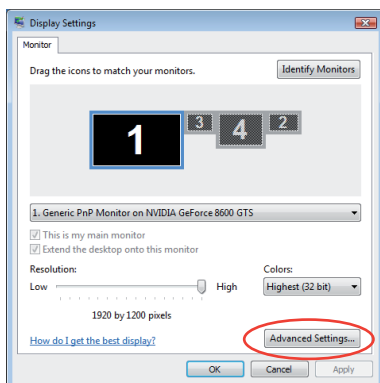 Display Settings
Monitor
Drag the icons to match your monitors.
Identify Monitors
1
3
4
2
1. Generic PnP Monitor on NVIDIA GeForce 8600 GTS
This is my main monitor
Extend the desktop onto this monitor
Resolution:
Colors:
Low
High
Highest (32 bit)
1920 by 1200 pixels
How do I get the best display?
Advanced Settings...
OK
Cancel
Apply